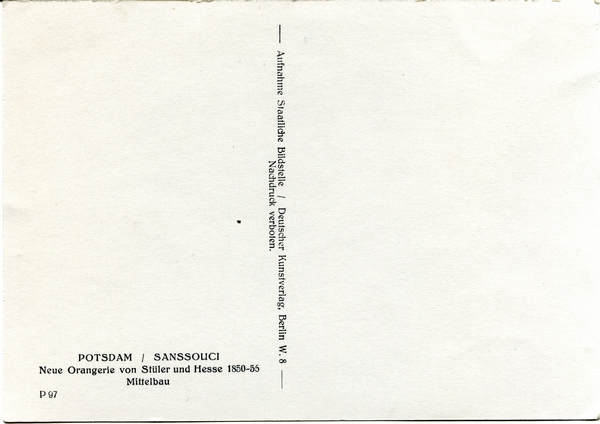 Aufnahme Staatliche Bildstelle / Deutscher Kunstverlag, Berlin W. 8
Nachdruck verboten.
POTSDAM / SANSSOUCI
Neue Orangerie von Stüler und Hesse 1850-56
Mittelbau
P 97